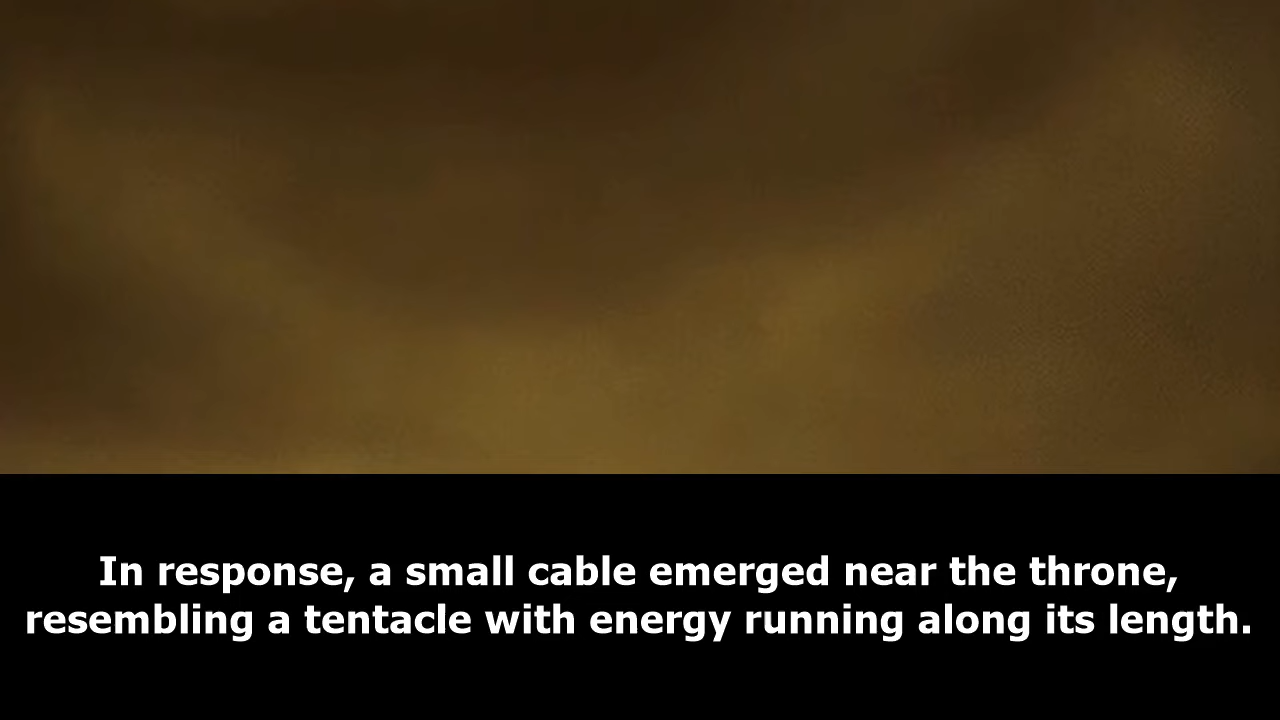 In response, a small cable emerged near the throne,
resembling a tentacle with energy running along its length.